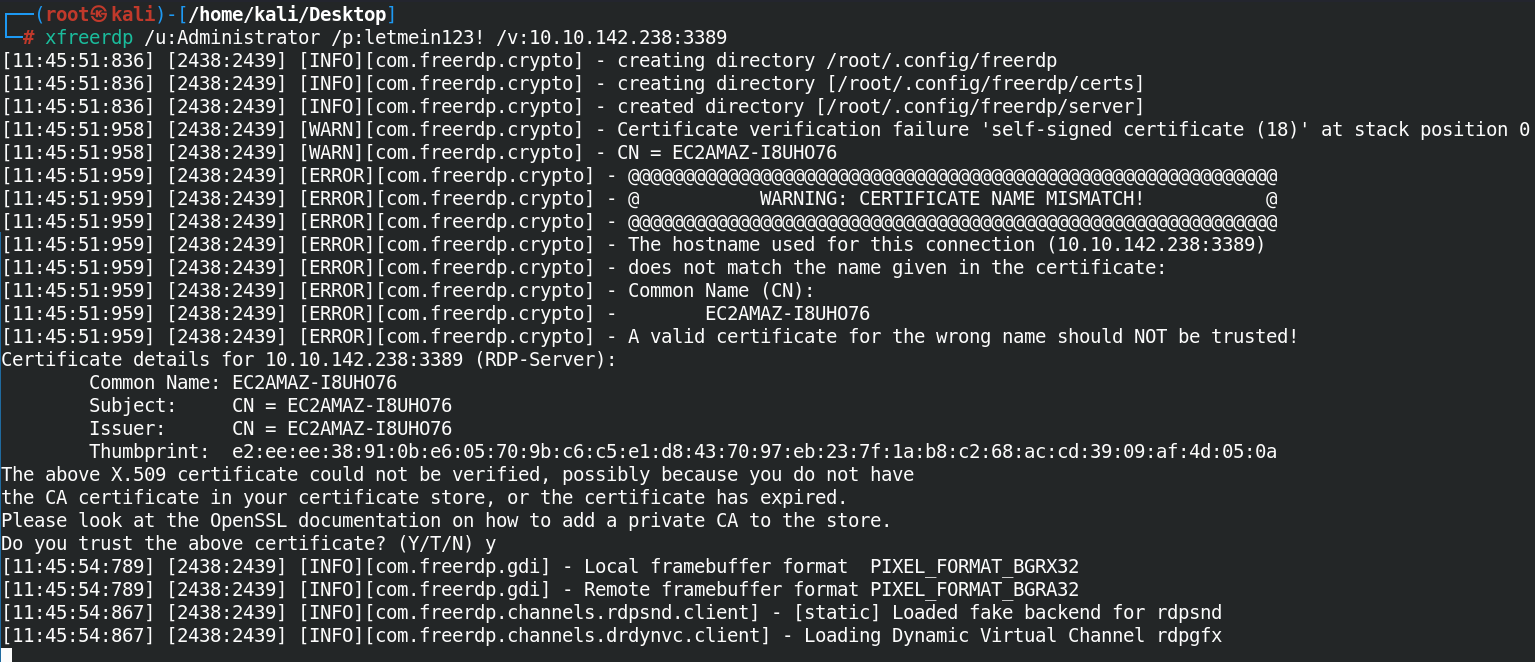 ┌──(root㉿kali)-[/home/kali/Desktop]
└─# xfreerdp /u:Administrator /p:letmein123! /v:10.10.142.238:3389
[11:45:51:836] [2438:2439] [INFO][com.freerdp.crypto] - creating directory /root/.config/freerdp
[11:45:51:836] [2438:2439] [INFO][com.freerdp.crypto] - creating directory [/root/.config/freerdp/certs]
[11:45:51:836] [2438:2439] [INFO][com.freerdp.crypto] - created directory [/root/.config/freerdp/server]
[11:45:51:958] [2438:2439] [WARN][com.freerdp.crypto] - Certificate verification failure 'self-signed certificate (18)' at stack position 0
[11:45:51:958] [2438:2439] [WARN][com.freerdp.crypto] - CN = EC2AMAZ-I8UHO76
[11:45:51:959] [2438:2439] [ERROR][com.freerdp.crypto] - @@@@@@@@@@@@@@@@@@@@@@@@@@@@@@@@@@@@@@@@@@@@@@@@@@@@@@@@@@@
[11:45:51:959] [2438:2439] [ERROR][com.freerdp.crypto] - @           WARNING: CERTIFICATE NAME MISMATCH!           @
[11:45:51:959] [2438:2439] [ERROR][com.freerdp.crypto] - @@@@@@@@@@@@@@@@@@@@@@@@@@@@@@@@@@@@@@@@@@@@@@@@@@@@@@@@@@@
[11:45:51:959] [2438:2439] [ERROR][com.freerdp.crypto] - The hostname used for this connection (10.10.142.238:3389)
[11:45:51:959] [2438:2439] [ERROR][com.freerdp.crypto] - does not match the name given in the certificate:
[11:45:51:959] [2438:2439] [ERROR][com.freerdp.crypto] - Common Name (CN):
[11:45:51:959] [2438:2439] [ERROR][com.freerdp.crypto] -        EC2AMAZ-I8UHO76
[11:45:51:959] [2438:2439] [ERROR][com.freerdp.crypto] - A valid certificate for the wrong name should NOT be trusted!
Certificate details for 10.10.142.238:3389 (RDP-Server):
        Common Name: EC2AMAZ-I8UHO76
        Subject:     CN = EC2AMAZ-I8UHO76
        Issuer:      CN = EC2AMAZ-I8UHO76
        Thumbprint:  e2:ee:ee:38:91:0b:e6:05:70:9b:c6:c5:e1:d8:43:70:97:eb:23:7f:1a:b8:c2:68:ac:cd:39:09:af:4d:05:0a
The above X.509 certificate could not be verified, possibly because you do not have
the CA certificate in your certificate store, or the certificate has expired.
Please look at the OpenSSL documentation on how to add a private CA to the store.
Do you trust the above certificate? (Y/T/N) y
[11:45:54:789] [2438:2439] [INFO][com.freerdp.gdi] - Local framebuffer format  PIXEL_FORMAT_BGRX32
[11:45:54:789] [2438:2439] [INFO][com.freerdp.gdi] - Remote framebuffer format PIXEL_FORMAT_BGRA32
[11:45:54:867] [2438:2439] [INFO][com.freerdp.channels.rdpsnd.client] - [static] Loaded fake backend for rdpsnd
[11:45:54:867] [2438:2439] [INFO][com.freerdp.channels.drdynvc.client] - Loading Dynamic Virtual Channel rdpgfx